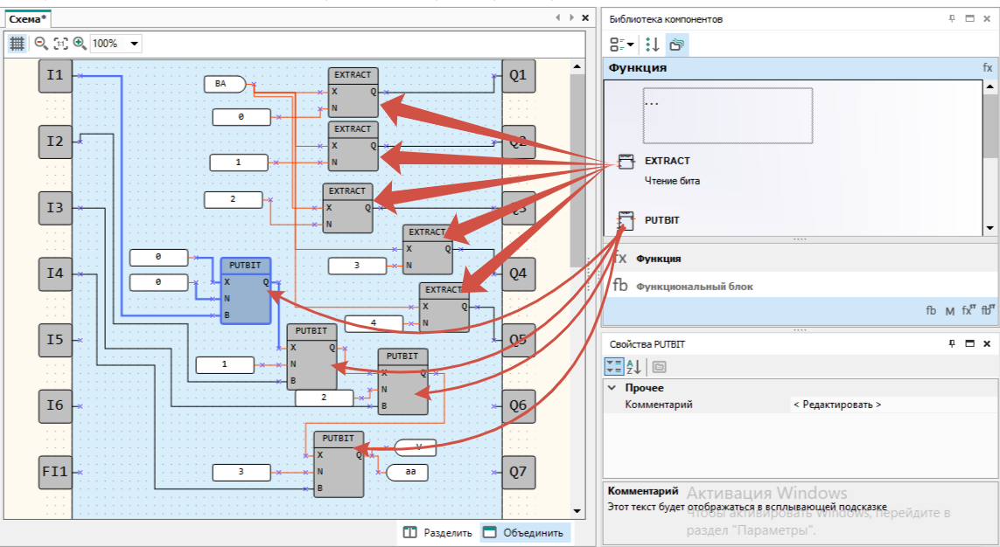 Схема*
100%
I1
I2
I3
I4
I5
I6
FI1
BA
EXTRACT
X Q
N
0
EXTRACT
X Q
N
1
EXTRACT
X Q
N
2
EXTRACT
X Q
N
3
EXTRACT
X Q
N
4
0
0
PUTBIT
X Q
N
B
PUTBIT
X Q
N
B
1
PUTBIT
X Q
N
B
2
PUTBIT
X Q
N
B
3
V
aa
Q1
Q2
Q3
Q4
Q5
Q6
Q7
Разделить
Объединить
Библиотека компонентов
Функция fx
...
EXTRACT
Чтение бита
PUTBIT
fx Функция
fb Функциональный блок
fb M fxᵖᵀ fbᵖᵀ
Свойства PUTBIT
Прочее
Комментарий < Редактировать >
Комментарий
Этот текст будет отображаться в всплывающей подсказке
Активация Windows
Чтобы активировать Windows, перейдите в
раздел "Параметры".